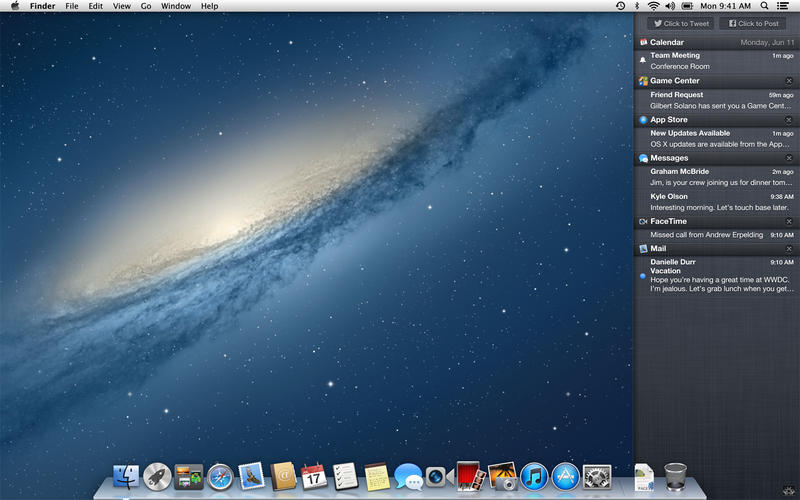 Finder File Edit View Go Window Help Mon 9:41 AM
Click to Tweet Click to Post
Calendar Monday, Jun 11
Team Meeting 1m ago
Conference Room
Game Center
Friend Request 59m ago
Gilbert Solano has sent you a Game Cent...
App Store
New Updates Available 1m ago
OS X updates are available from the App...
Messages
Graham McBride 2m ago
Jim, is your crew joining us for dinner tom...
Kyle Olson 9:38 AM
Interesting morning. Let's touch base later.
FaceTime
Missed call from Andrew Erpelding 9:10 AM
Mail
Danielle Durr 9:10 AM
Vacation
Hope you're having a great time at WWDC.
I'm jealous. Let's grab lunch when you get...
17